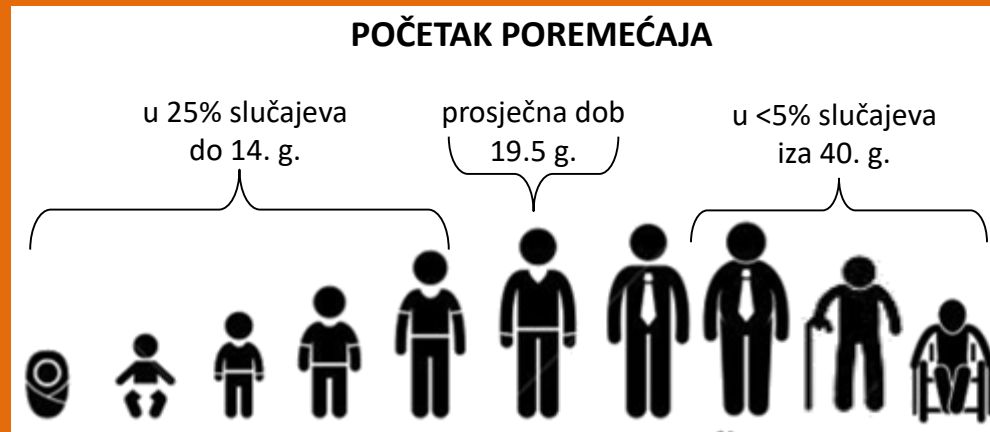 POČETAK POREMEĆAJA
u 25% slučajeva
do 14. g.
prosječna dob
19.5 g.
u <5% slučajeva
iza 40. g.